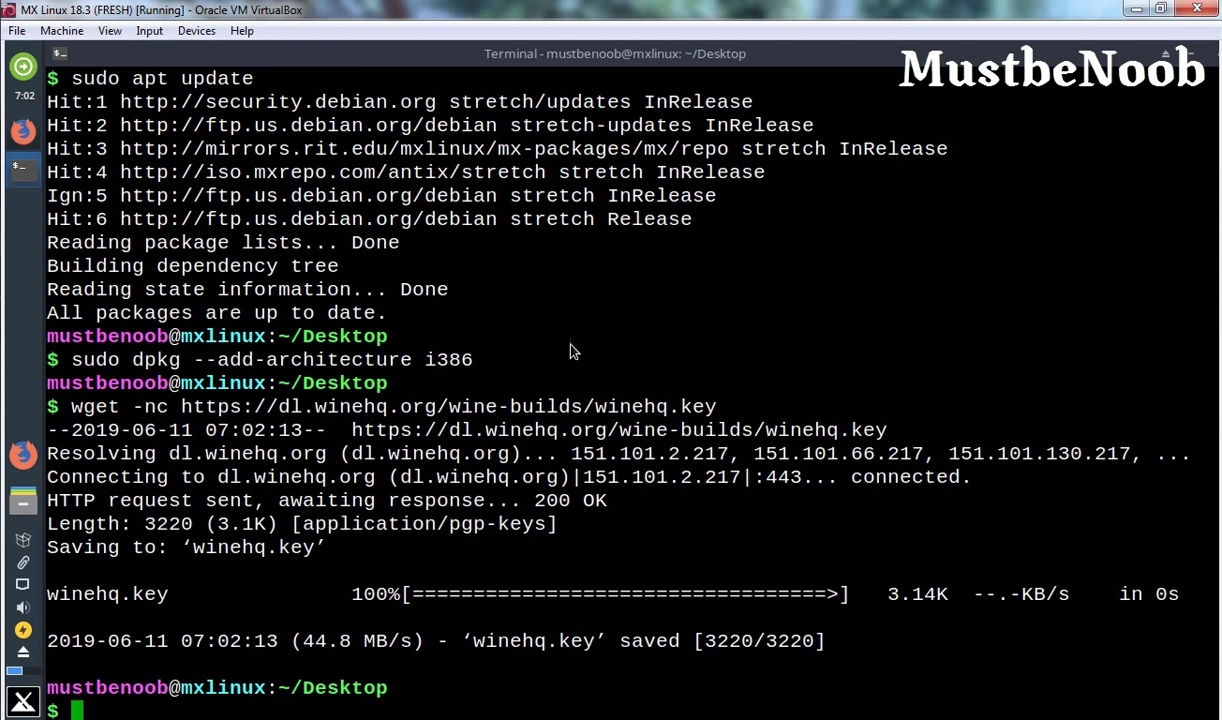 MX Linux 18.3 (FRESH) [Running] - Oracle VM VirtualBox
File Machine View Input Devices Help
Terminal - mustbenoob@mxlinux: ~/Desktop
MustbeNoob
7:02
$ sudo apt update
Hit:1 http://security.debian.org stretch/updates InRelease
Hit:2 http://ftp.us.debian.org/debian stretch-updates InRelease
Hit:3 http://mirrors.rit.edu/mxlinux/mx-packages/mx/repo stretch InRelease
Hit:4 http://iso.mxrepo.com/antix/stretch stretch InRelease
Ign:5 http://ftp.us.debian.org/debian stretch InRelease
Hit:6 http://ftp.us.debian.org/debian stretch Release
Reading package lists... Done
Building dependency tree
Reading state information... Done
All packages are up to date.
mustbenoob@mxlinux:~/Desktop
$ sudo dpkg --add-architecture i386
mustbenoob@mxlinux:~/Desktop
$ wget -nc https://dl.winehq.org/wine-builds/winehq.key
--2019-06-11 07:02:13-- https://dl.winehq.org/wine-builds/winehq.key
Resolving dl.winehq.org (dl.winehq.org)... 151.101.2.217, 151.101.66.217, 151.101.130.217, ...
Connecting to dl.winehq.org (dl.winehq.org)|151.101.2.217|:443... connected.
HTTP request sent, awaiting response... 200 OK
Length: 3220 (3.1K) [application/pgp-keys]
Saving to: ‘winehq.key’
winehq.key 100%[==================================>] 3.14K --.-KB/s in 0s
2019-06-11 07:02:13 (44.8 MB/s) - ‘winehq.key’ saved [3220/3220]
mustbenoob@mxlinux:~/Desktop
$